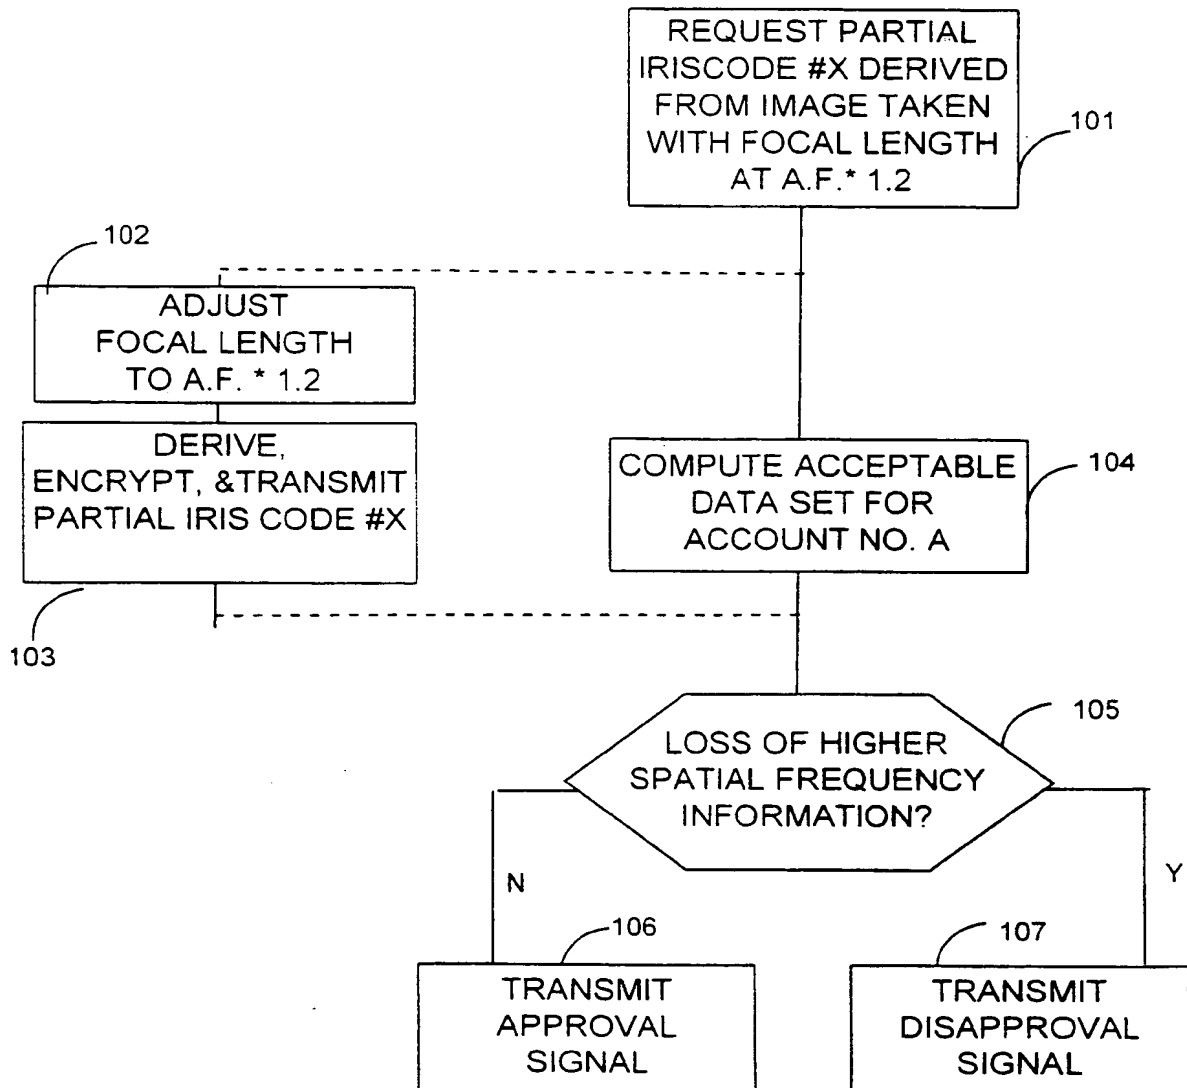 REQUEST PARTIAL
IRISCODE #X DERIVED
FROM IMAGE TAKEN
WITH FOCAL LENGTH
AT A.F.* 1.2
101
102
ADJUST
FOCAL LENGTH
TO A.F. * 1.2
DERIVE,
ENCRYPT, &TRANSMIT
PARTIAL IRIS CODE #X
103
COMPUTE ACCEPTABLE
DATA SET FOR
ACCOUNT NO. A
104
LOSS OF HIGHER
SPATIAL FREQUENCY
INFORMATION?
105
N
Y
106
TRANSMIT
APPROVAL
SIGNAL
107
TRANSMIT
DISAPPROVAL
SIGNAL